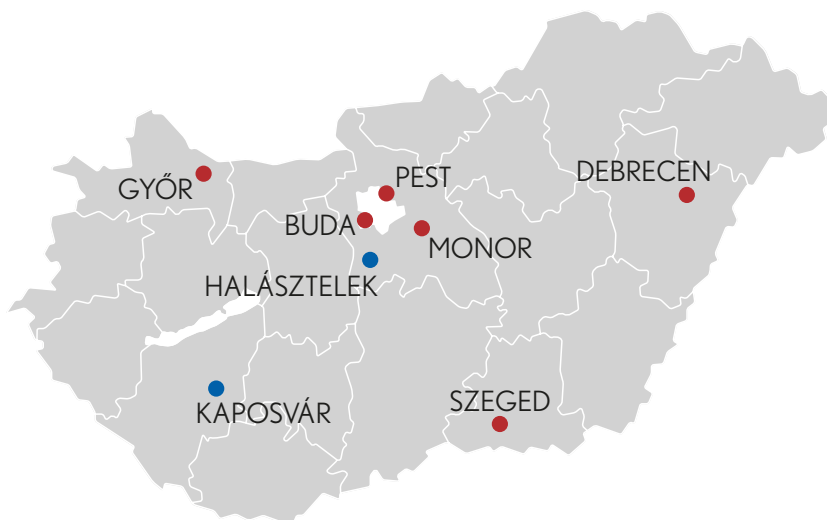 PEST
DEBRECEN
GYŐR
BUDA
MONOR
HALÁSZTELEK
KAPOSVÁR
SZEGED